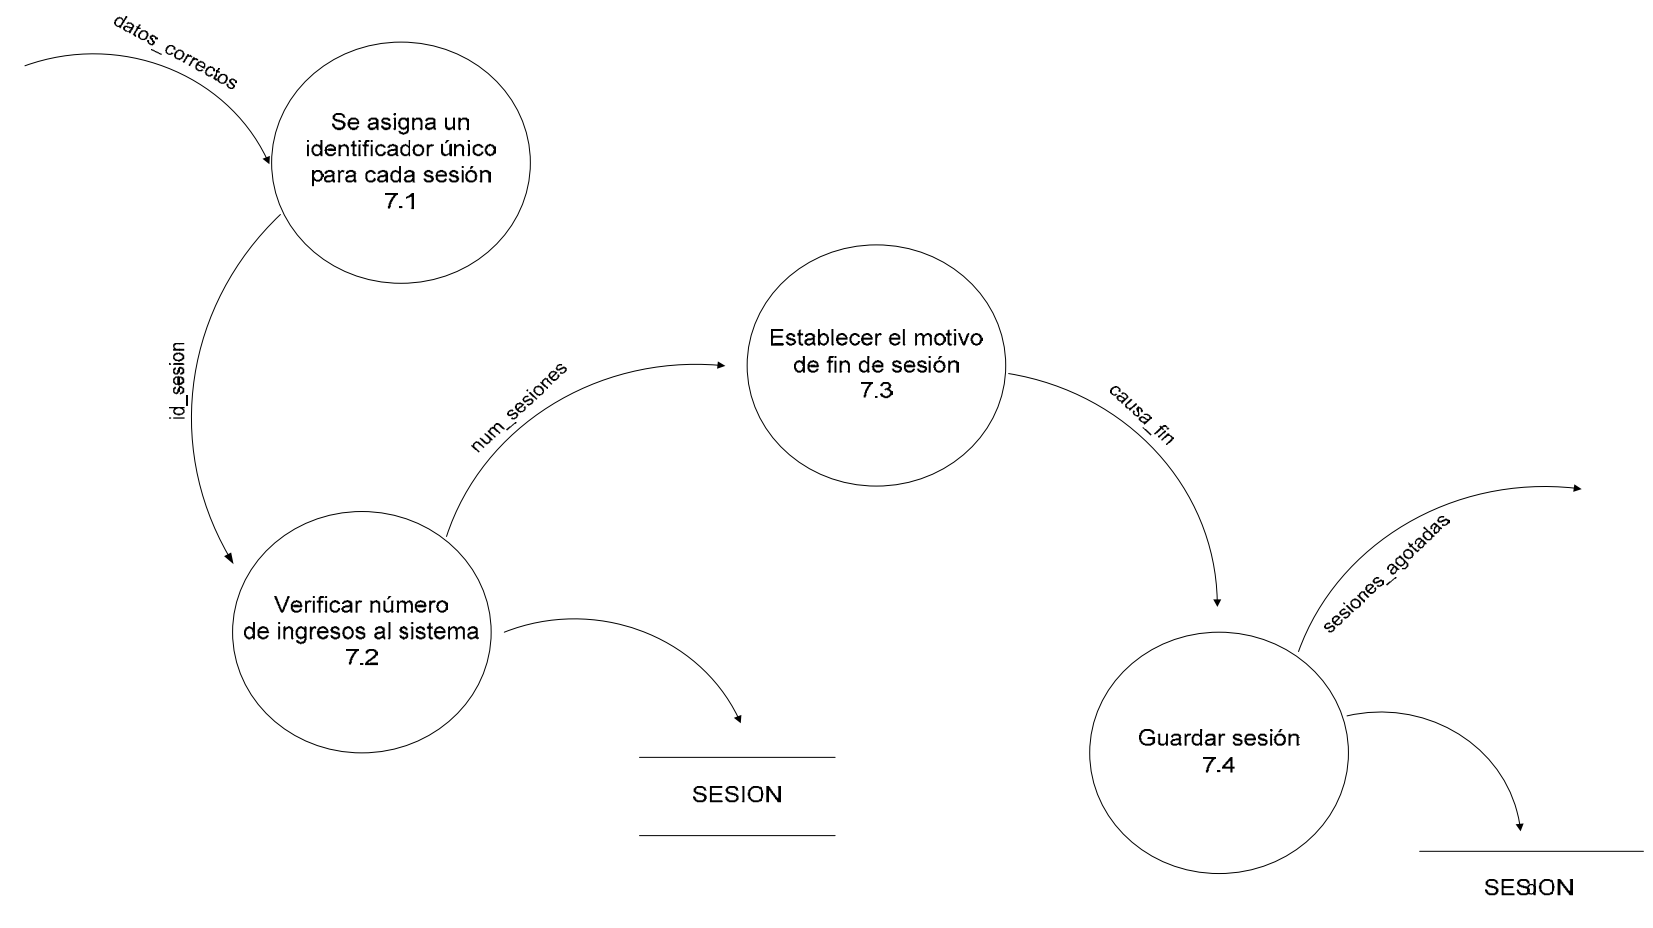 datos_correctos
Se asigna un
identificador único
para cada sesión
7.1
id_sesion
num_sesiones
Establecer el motivo
de fin de sesión
7.3
causa_fin
Verificar número
de ingresos al sistema
7.2
sesiones_agotadas
Guardar sesión
7.4
SESION
SESION